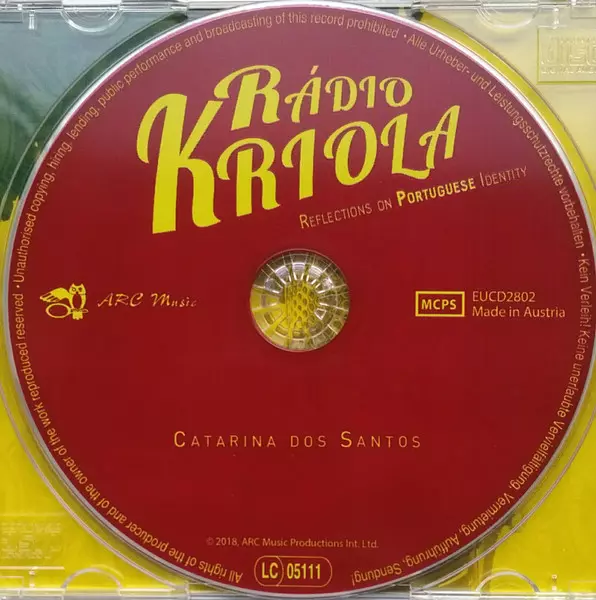 RÁDIO
KRIOLA
REFLECTIONS ON PORTUGUESE IDENTITY
ARC Music
MCPS
EUCD2802
Made in Austria
CATARINA DOS SANTOS
© 2018, ARC Music Productions Int. Ltd.
LC 05111
All rights of the producer and of the owner of the work reproduced reserved • Unauthorised copying, hiring, lending, public performance and broadcasting of this record prohibited • Alle Urheber- und Leistungsschutzrechte vorbehalten • Kein Verleih! Keine unerlaubte Vervielfältigung, Vermietung, Aufführung, Sendung!